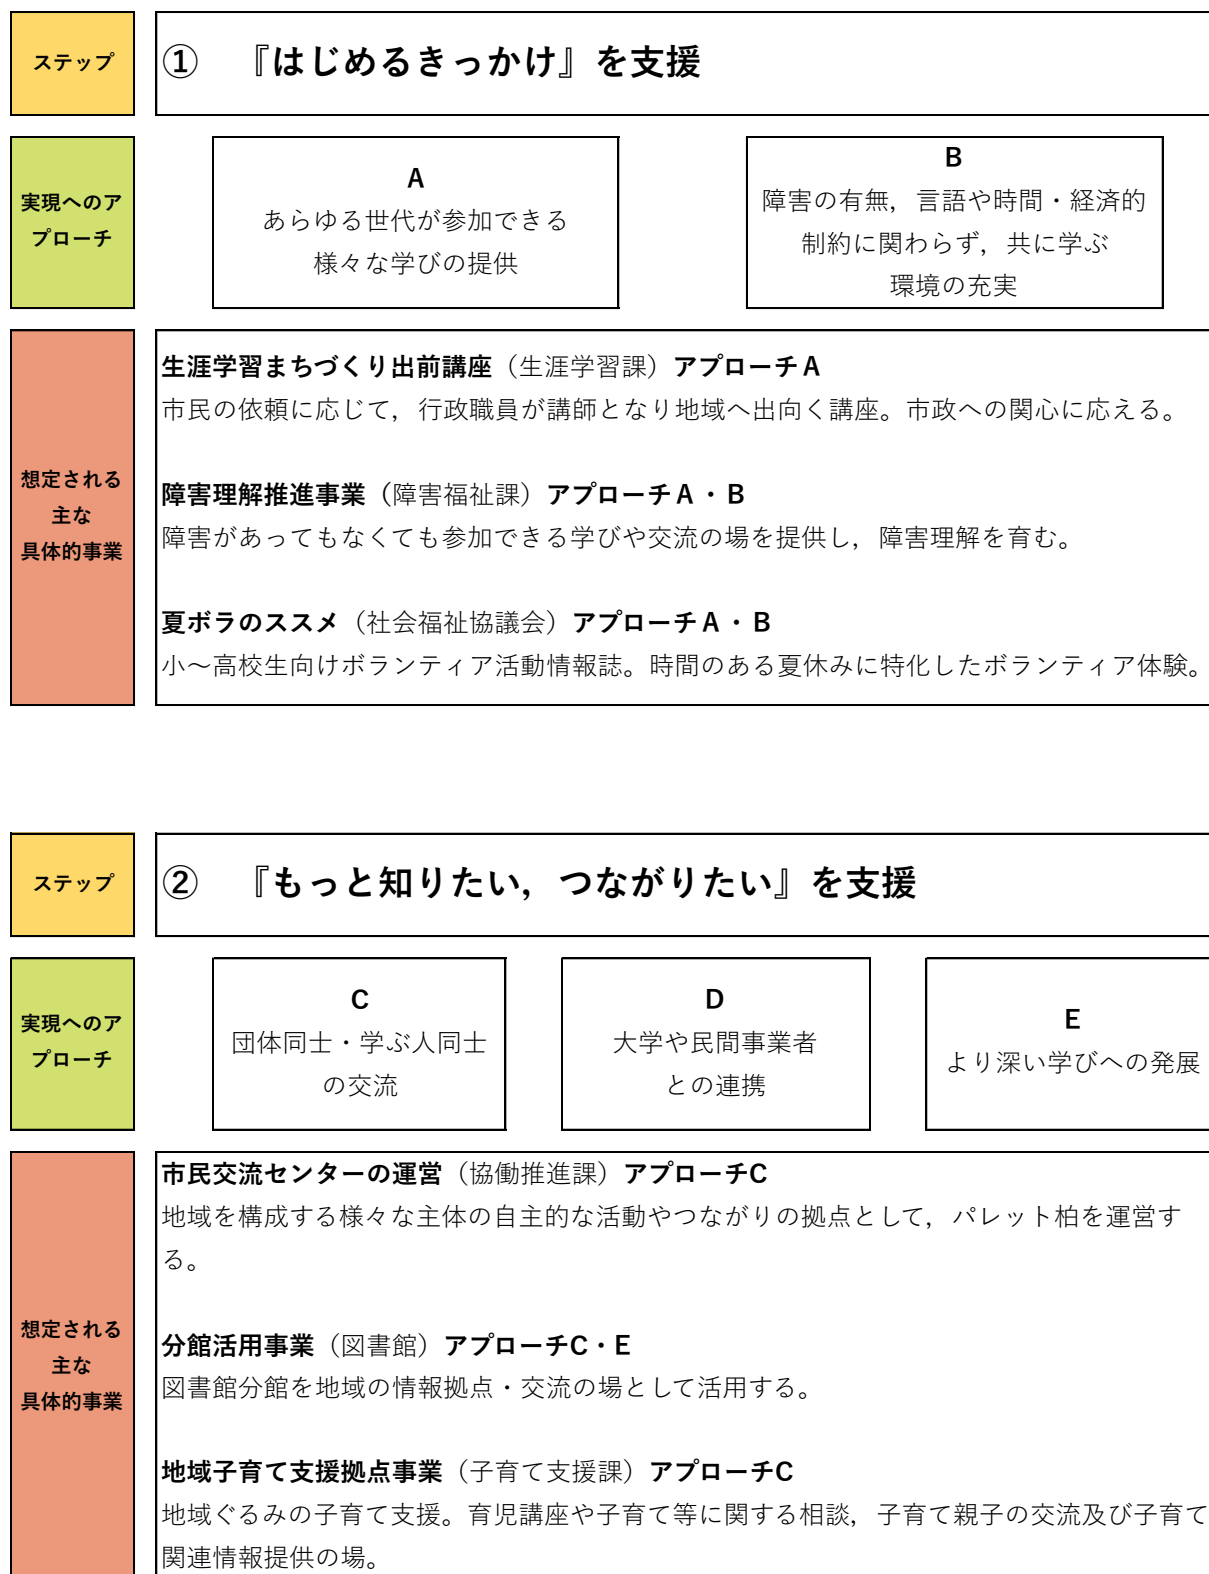 ステップ
① 『はじめるきっかけ』を支援
実現へのア
プローチ
A
あらゆる世代が参加できる
様々な学びの提供
B
障害の有無，言語や時間・経済的
制約に関わらず，共に学ぶ
環境の充実
想定される
主な
具体的事業
生涯学習まちづくり出前講座（生涯学習課）アプローチＡ
市民の依頼に応じて，行政職員が講師となり地域へ出向く講座。市政への関心に応える。
障害理解推進事業（障害福祉課）アプローチＡ・Ｂ
障害があってもなくても参加できる学びや交流の場を提供し，障害理解を育む。
夏ボラのススメ（社会福祉協議会）アプローチＡ・Ｂ
小～高校生向けボランティア活動情報誌。時間のある夏休みに特化したボランティア体験。
ステップ
② 『もっと知りたい，つながりたい』を支援
実現へのア
プローチ
C
団体同士・学ぶ人同士
の交流
D
大学や民間事業者
との連携
E
より深い学びへの発展
想定される
主な
具体的事業
市民交流センターの運営（協働推進課）アプローチC
地域を構成する様々な主体の自主的な活動やつながりの拠点として，パレット柏を運営す
る。
分館活用事業（図書館）アプローチC・E
図書館分館を地域の情報拠点・交流の場として活用する。
地域子育て支援拠点事業（子育て支援課）アプローチC
地域ぐるみの子育て支援。育児講座や子育て等に関する相談，子育て親子の交流及び子育て
関連情報提供の場。